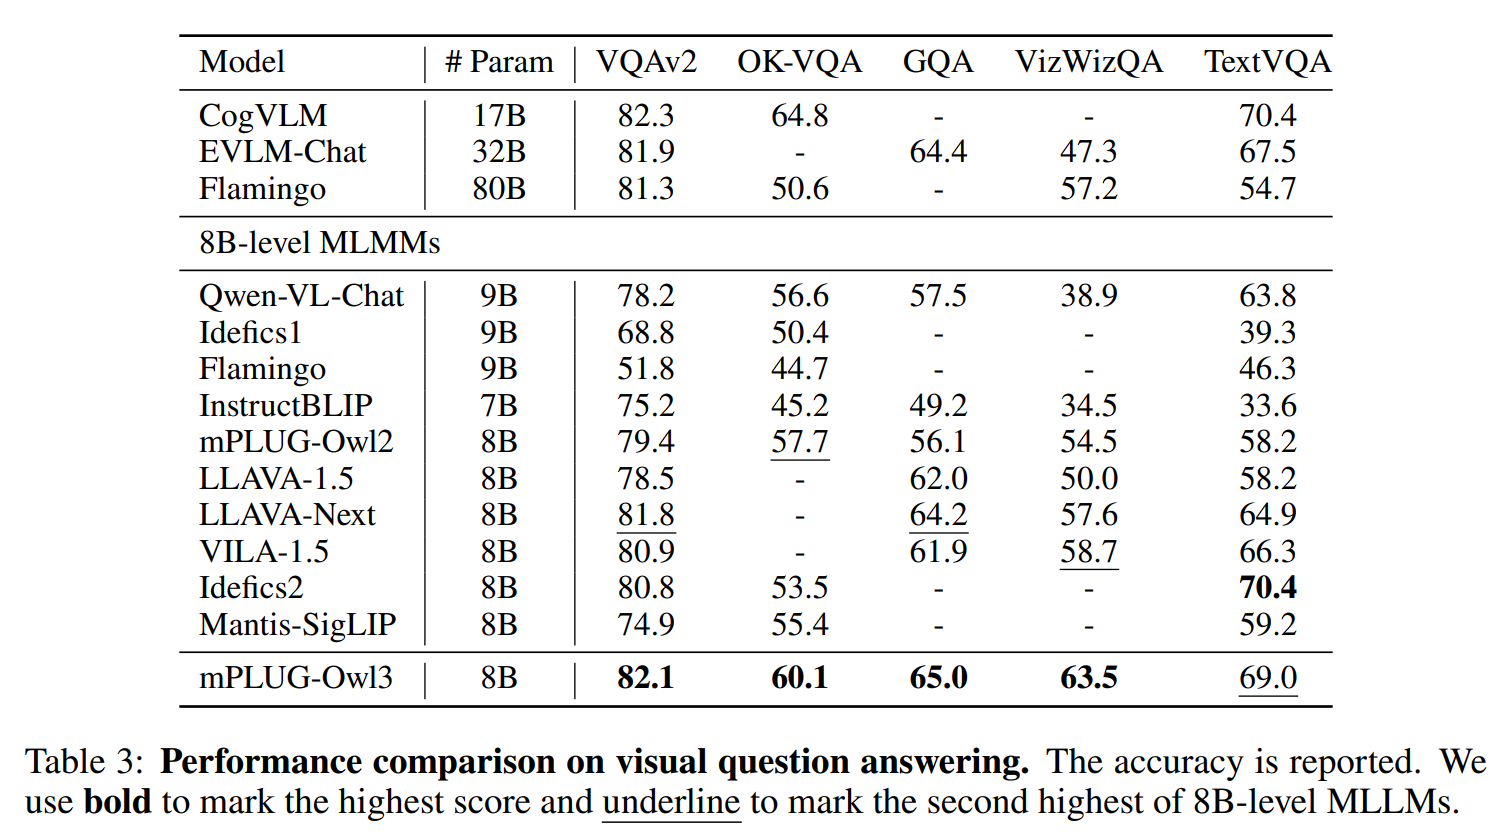 Model # Param VQAv2 OK-VQA GQA VizWizQA TextVQA
CogVLM 17B 82.3 64.8 - - 70.4
EVLM-Chat 32B 81.9 - 64.4 47.3 67.5
Flamingo 80B 81.3 50.6 - 57.2 54.7
8B-level MLMMs
Qwen-VL-Chat 9B 78.2 56.6 57.5 38.9 63.8
Idefics1 9B 68.8 50.4 - - 39.3
Flamingo 9B 51.8 44.7 - - 46.3
InstructBLIP 7B 75.2 45.2 49.2 34.5 33.6
mPLUG-Owl2 8B 79.4 57.7 56.1 54.5 58.2
LLAVA-1.5 8B 78.5 - 62.0 50.0 58.2
LLAVA-Next 8B 81.8 - 64.2 57.6 64.9
VILA-1.5 8B 80.9 - 61.9 58.7 66.3
Idefics2 8B 80.8 53.5 - - 70.4
Mantis-SigLIP 8B 74.9 55.4 - - 59.2
mPLUG-Owl3 8B 82.1 60.1 65.0 63.5 69.0
Table 3: Performance comparison on visual question answering. The accuracy is reported. We
use bold to mark the highest score and underline to mark the second highest of 8B-level MLLMs.